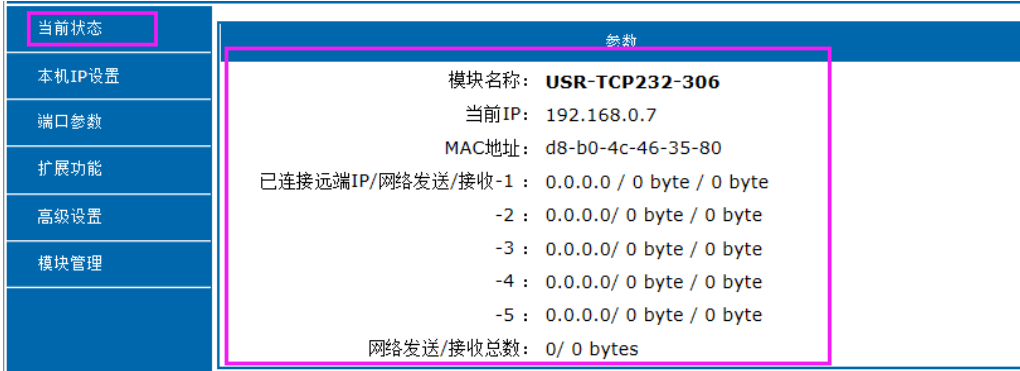 当前状态
本机IP设置
端口参数
扩展功能
高级设置
模块管理
参数
模块名称: USR-TCP232-306
当前IP: 192.168.0.7
MAC地址: d8-b0-4c-46-35-80
已连接远端IP/网络发送/接收-1 : 0.0.0.0 / 0 byte / 0 byte
-2 : 0.0.0.0/ 0 byte / 0 byte
-3 : 0.0.0.0/ 0 byte / 0 byte
-4 : 0.0.0.0/ 0 byte / 0 byte
-5 : 0.0.0.0/ 0 byte / 0 byte
网络发送/接收总数: 0/ 0 bytes